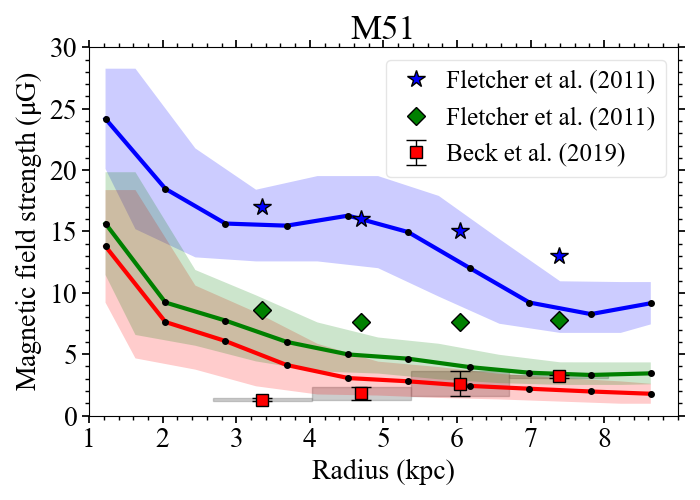 M51
Magnetic field strength (μG)
30
25
20
15
10
5
0
Fletcher et al. (2011)
Fletcher et al. (2011)
Beck et al. (2019)
1 2 3 4 5 6 7 8
Radius (kpc)